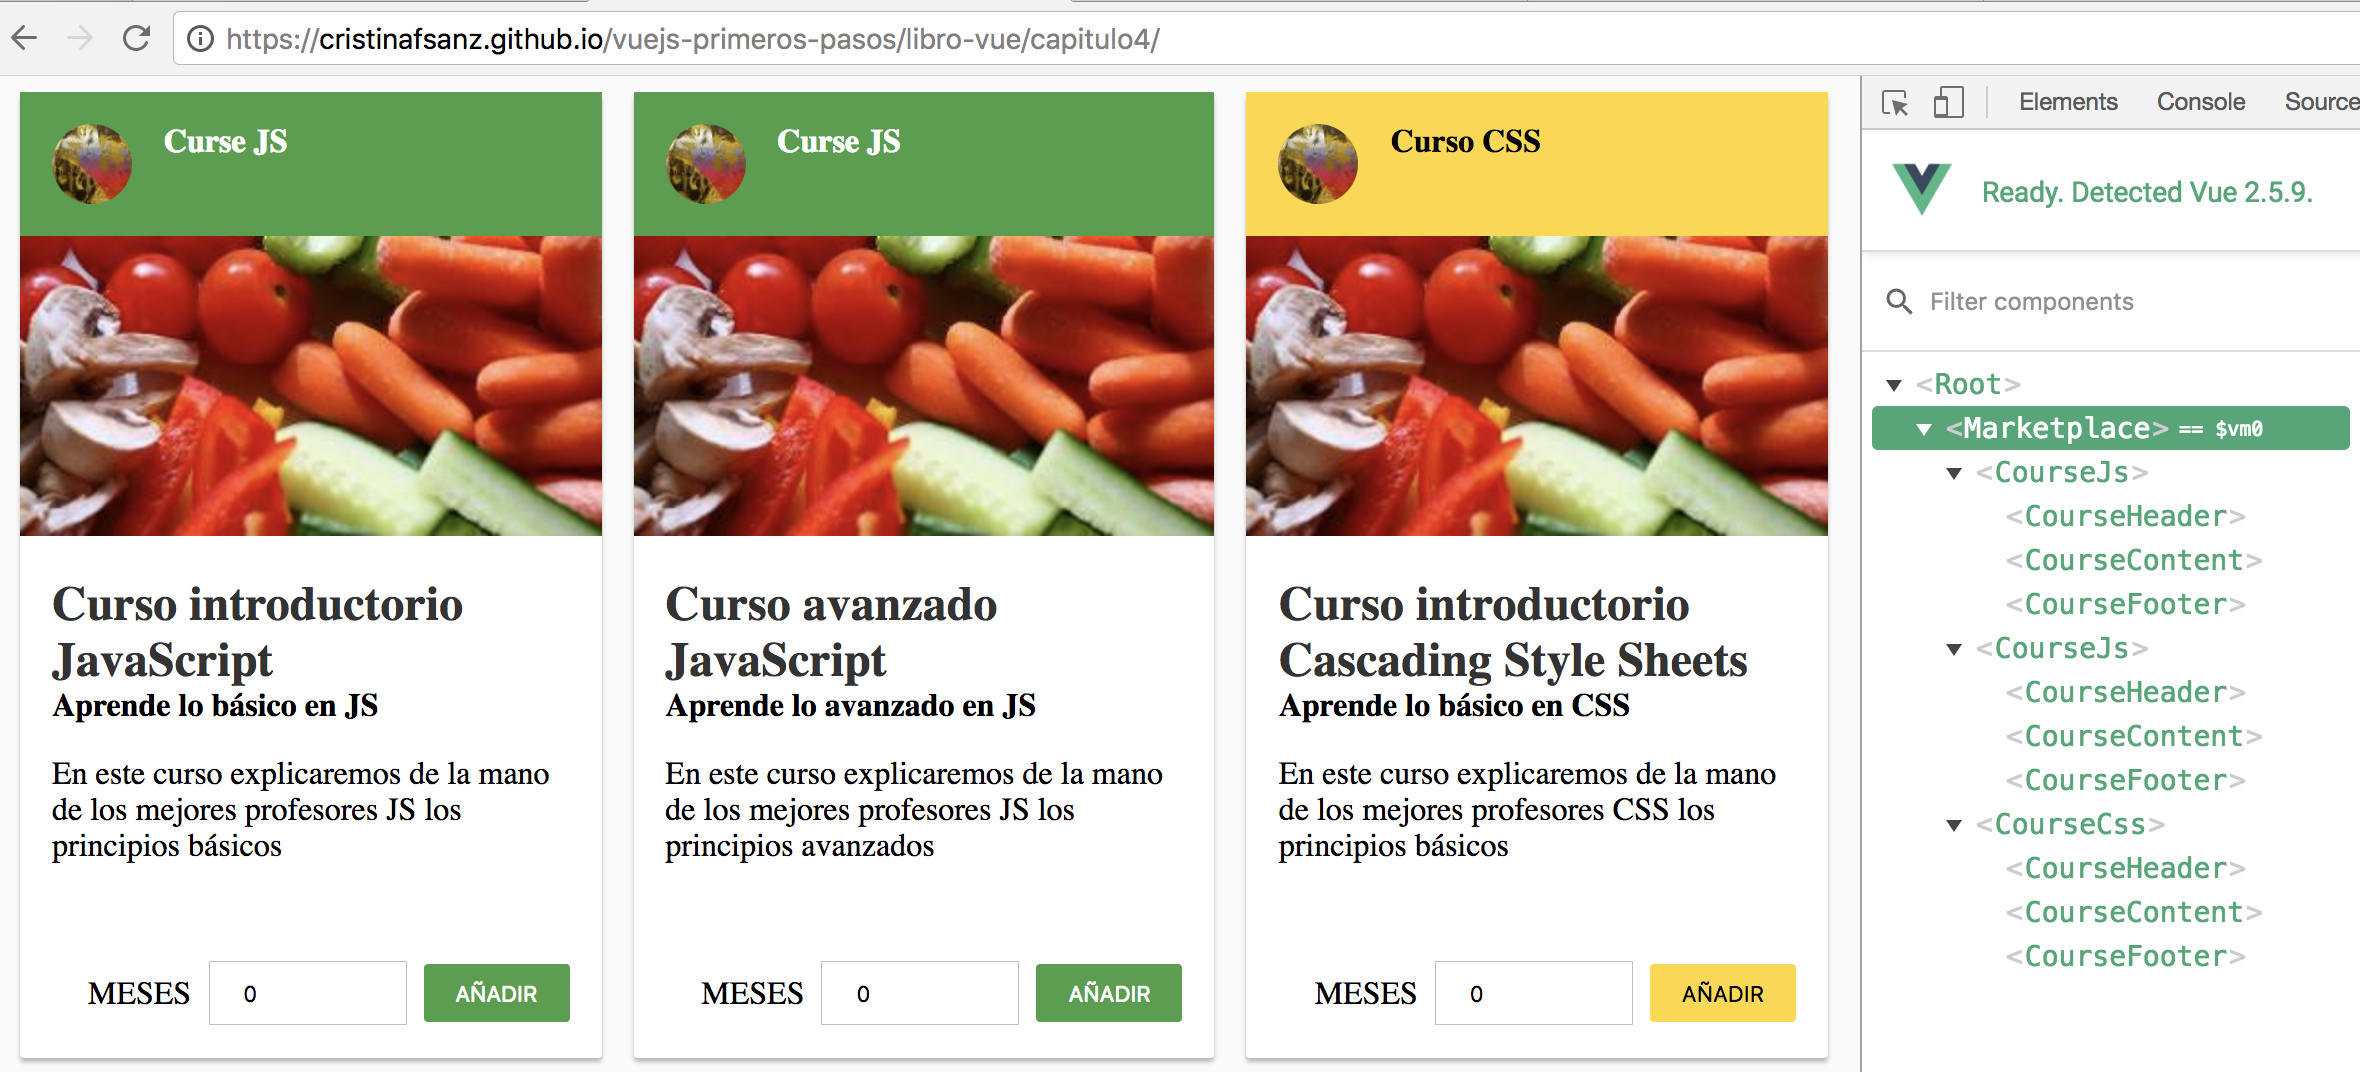 https://cristinafsanz.github.io/vuejs-primeros-pasos/libro-vue/capitulo4/
Curse JS
Curso introductorio
JavaScript
Aprende lo básico en JS
En este curso explicaremos de la mano
de los mejores profesores JS los
principios básicos
MESES 0 AÑADIR
Curse JS
Curso avanzado
JavaScript
Aprende lo avanzado en JS
En este curso explicaremos de la mano
de los mejores profesores JS los
principios avanzados
MESES 0 AÑADIR
Curso CSS
Curso introductorio
Cascading Style Sheets
Aprende lo básico en CSS
En este curso explicaremos de la mano
de los mejores profesores CSS los
principios básicos
MESES 0 AÑADIR
Elements Console Source
Ready. Detected Vue 2.5.9.
Filter components
<Root>
<Marketplace> == $vm0
<CourseJs>
<CourseHeader>
<CourseContent>
<CourseFooter>
<CourseJs>
<CourseHeader>
<CourseContent>
<CourseFooter>
<CourseCss>
<CourseHeader>
<CourseContent>
<CourseFooter>